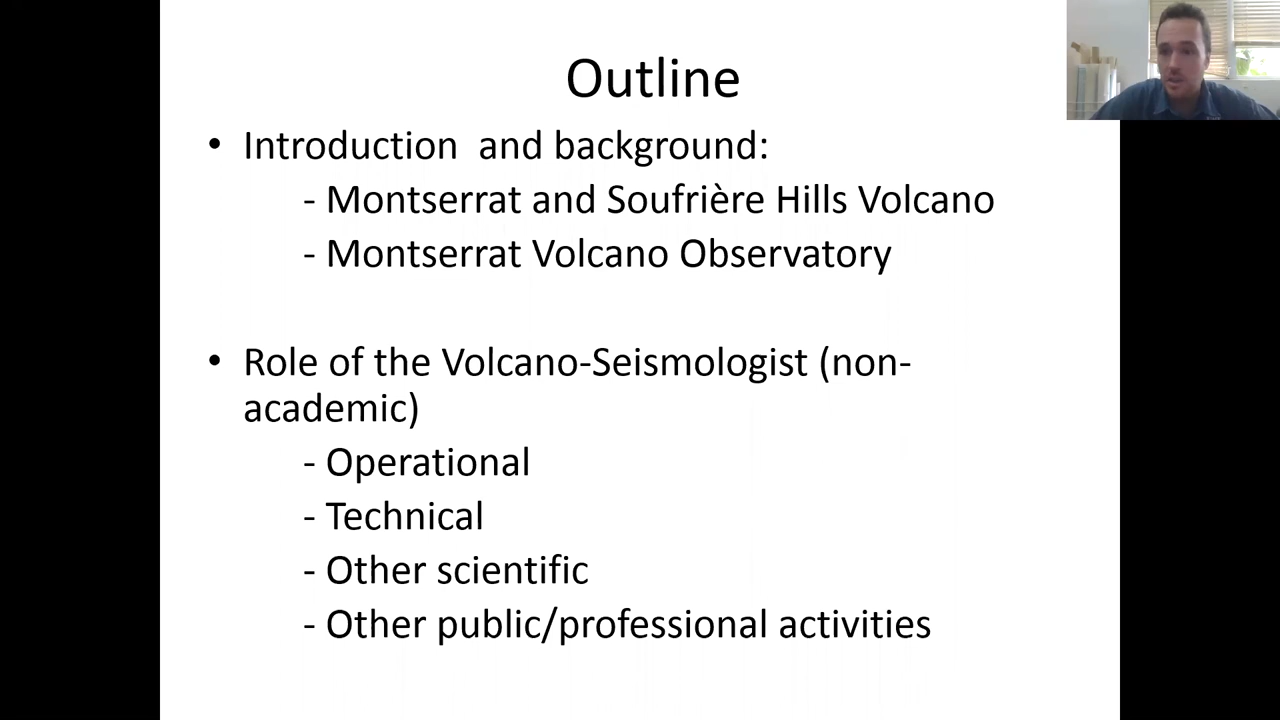 Outline
• Introduction  and background:
- Montserrat and Soufrière Hills Volcano
- Montserrat Volcano Observatory
• Role of the Volcano-Seismologist (non-
academic)
- Operational
- Technical
- Other scientific
- Other public/professional activities